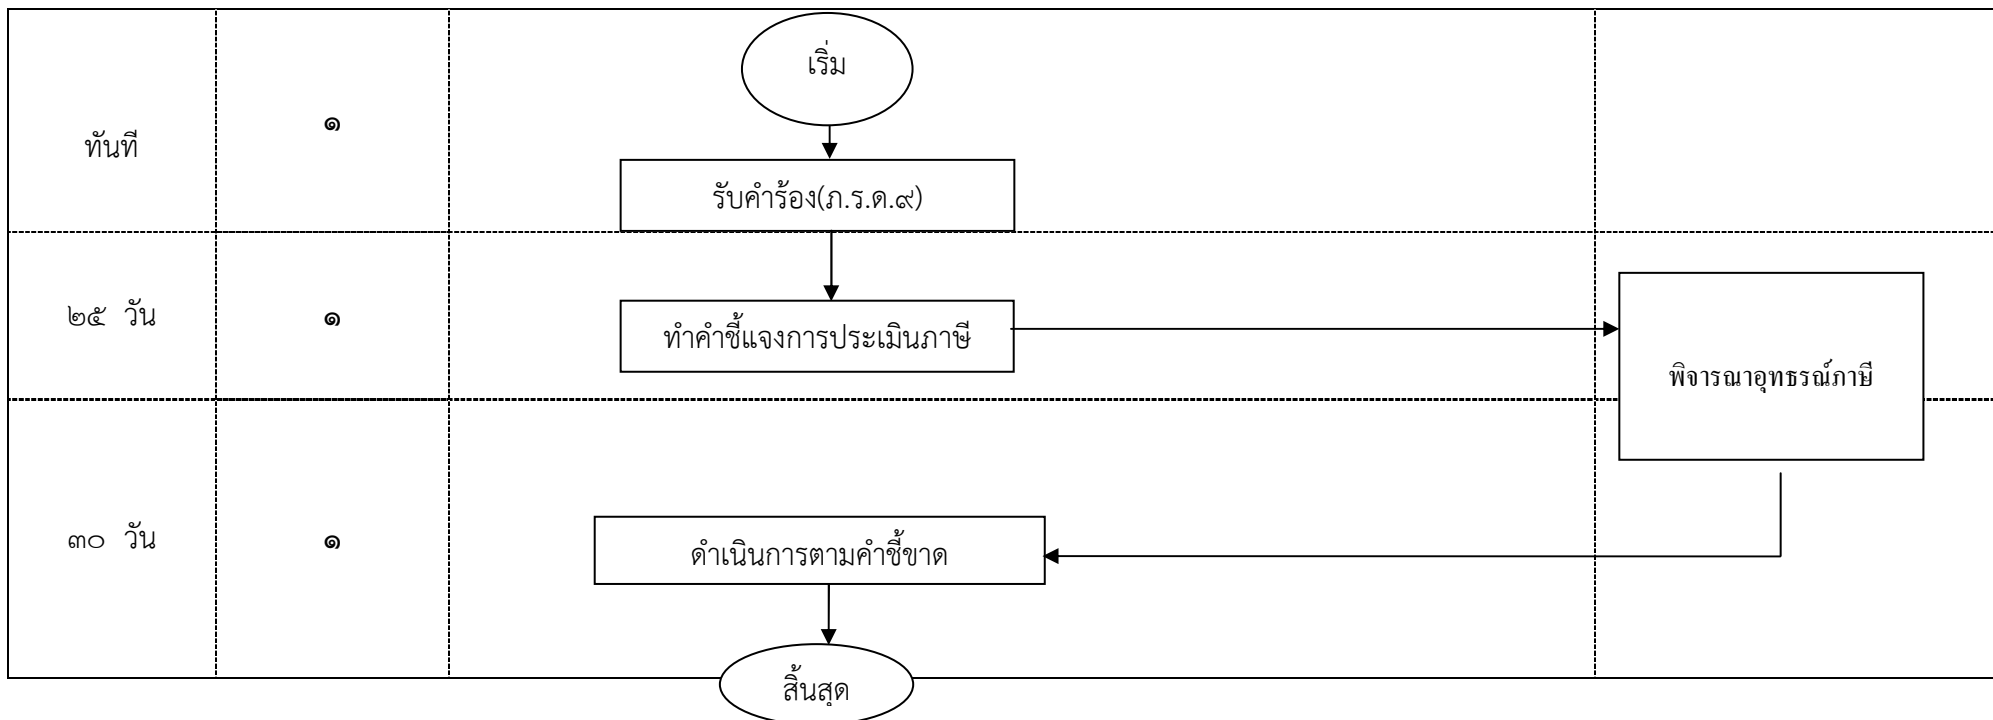 เริ่ม
ทันที
๑
รับคำร้อง(ภ.ร.ด.๙)
๒๕ วัน
๑
ทำคำชี้แจงการประเมินภาษี
พิจารณาอุทธรณ์ภาษี
๓๐ วัน
๑
ดำเนินการตามคำชี้ขาด
สิ้นสุด